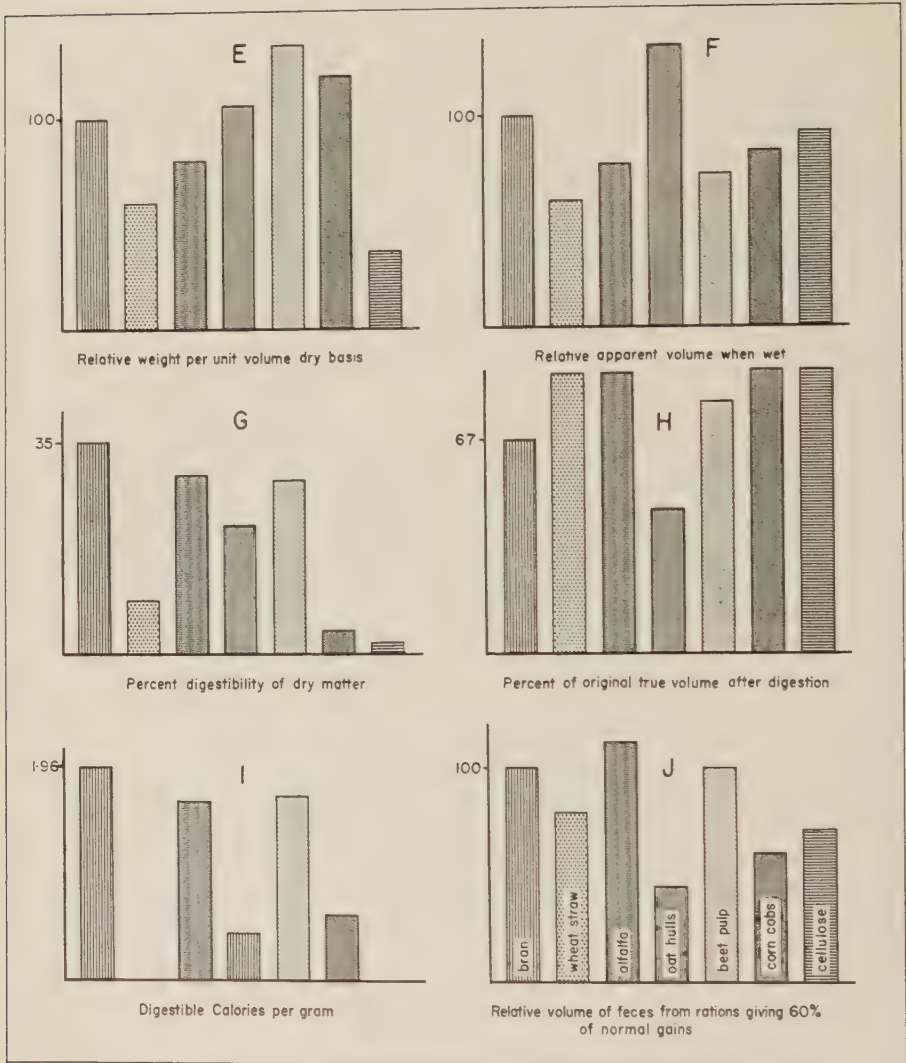 E
100
Relative weight per unit volume dry basis
F
100
Relative apparent volume when wet
G
35
Percent digestibility of dry matter
H
67
Percent of original true volume after digestion
I
1·96
Digestible Calories per gram
J
100
bran
wheat straw
alfalfa
oat hulls
beet pulp
corn cobs
cellulose
Relative volume of feces from rations giving 60%
of normal gains